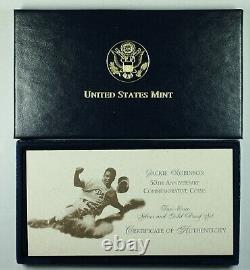 UNITED STATES MINT
JACKIE ROBINSON
50TH ANNIVERSARY
COMMEMORATIVE COINS
Two-Coin
Silver and Gold Proof Set
CERTIFICATE OF AUTHENTICITY